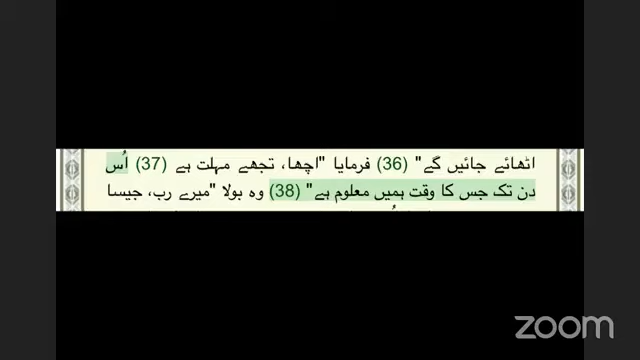 اٹھائے جائیں گے" (36) فرمایا "اچھا، تجھے مہلت ہے (37) اُس
دن تک جس کا وقت ہمیں معلوم ہے" (38) وہ بولا "میرے رب، جیسا
zoom